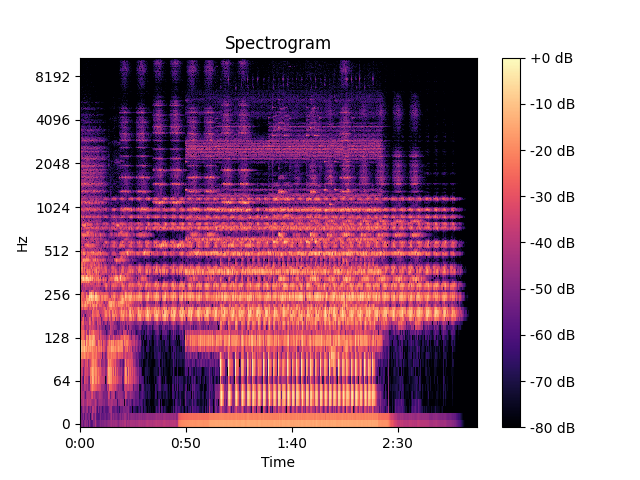 Spectrogram
8192
4096
2048
1024
512
256
128
64
0
Hz
0:00
0:50
1:40
2:30
Time
+0 dB
-10 dB
-20 dB
-30 dB
-40 dB
-50 dB
-60 dB
-70 dB
-80 dB